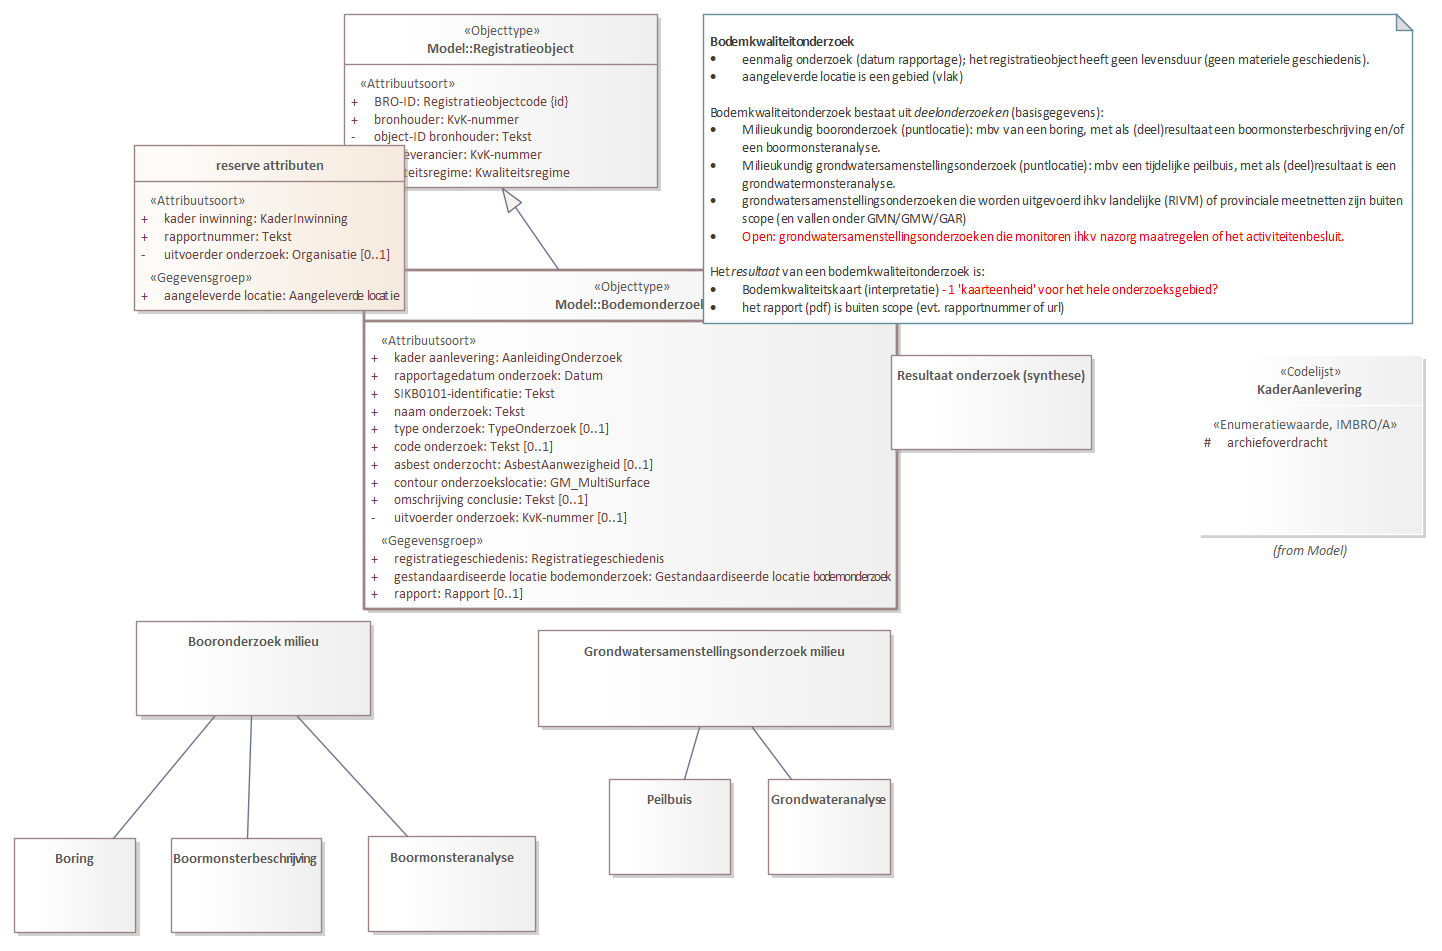 «Objecttype»
Model::Registratieobject
«Attribuutsoort»
+ BRO-ID: Registratieobjectcode {id}
+ bronhouder: KvK-nummer
- object-ID bronhouder: Tekst
everancier: KvK-nummer
teitsregime: Kwaliteitsregime
reserve attributen
«Attribuutsoort»
+ kader inwinning: KaderInwinning
+ rapportnummer: Tekst
- uitvoerder onderzoek: Organisatie [0..1]
«Gegevensgroep»
+ aangeleverde locatie: Aangeleverde locatie
Bodemkwaliteitonderzoek
• eenmalig onderzoek (datum rapportage); het registratieobject heeft geen levensduur (geen materiele geschiedenis).
• aangeleverde locatie is een gebied (vlak)
Bodemkwaliteitonderzoek bestaat uit deelonderzoeken (basisgegevens):
• Milieukundig booronderzoek (puntlocatie): mbv van een boring, met als (deel)resultaat een boormonsterbeschrijving en/of
een boormonsteranalyse.
• Milieukundig grondwatersamenstellingsonderzoek (puntlocatie): mbv een tijdelijke peilbuis, met als (deel)resultaat is een
grondwatermonsteranalyse.
• grondwatersamenstellingsonderzoeken die worden uitgevoerd ihkv landelijke (RIVM) of provinciale meetnetten zijn buiten
scope (en vallen onder GMN/GMW/GAR)
• Open: grondwatersamenstellingsonderzoeken die monitoren ihkv nazorg maatregelen of het activiteitenbesluit.
Het resultaat van een bodemkwaliteitonderzoek is:
• Bodemkwaliteitskaart (interpretatie) - 1 'kaarteenheid' voor het hele onderzoeksgebied?
• het rapport (pdf) is buiten scope (evt. rapportnummer of url)
«Objecttype»
Model::Bodemonderzoek
«Attribuutsoort»
+ kader aanlevering: AanleidingOnderzoek
+ rapportagedatum onderzoek: Datum
+ SIKB0101-identificatie: Tekst
+ naam onderzoek: Tekst
+ type onderzoek: TypeOnderzoek [0..1]
+ code onderzoek: Tekst [0..1]
+ asbest onderzocht: AsbestAanwezigheid [0..1]
+ contour onderzoekslocatie: GM_MultiSurface
+ omschrijving conclusie: Tekst [0..1]
- uitvoerder onderzoek: KvK-nummer [0..1]
«Gegevensgroep»
+ registratiegeschiedenis: Registratiegeschiedenis
+ gestandaardiseerde locatie bodemonderzoek: Gestandaardiseerde locatie bodemonderzoek
+ rapport: Rapport [0..1]
Resultaat onderzoek (synthese)
«Codelijst»
KaderAanlevering
«Enumeratiewaarde, IMBRO/A»
# archiefoverdracht
(from Model)
Booronderzoek milieu
Grondwatersamenstellingsonderzoek milieu
Peilbuis
Grondwateranalyse
Boring
Boormonsterbeschrijving
Boormonsteranalyse